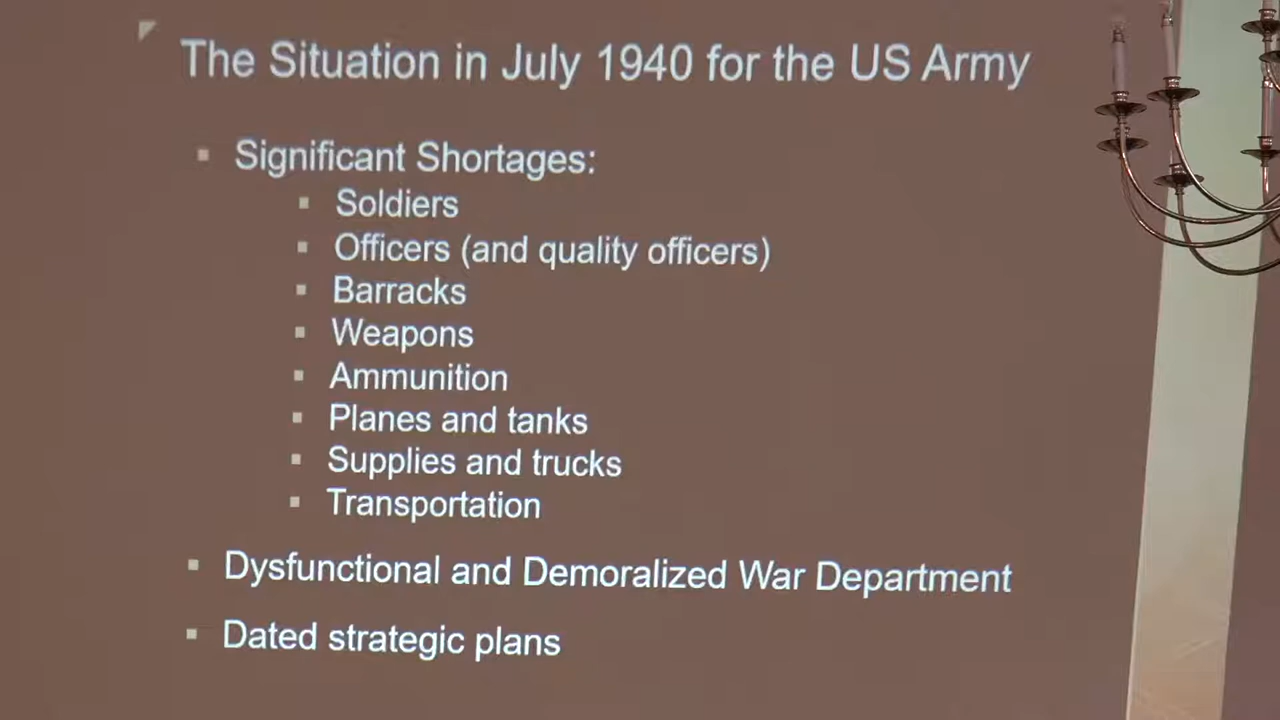 The Situation in July 1940 for the US Army
Significant Shortages:
Soldiers
Officers (and quality officers)
Barracks
Weapons
Ammunition
Planes and tanks
Supplies and trucks
Transportation
Dysfunctional and Demoralized War Department
Dated strategic plans